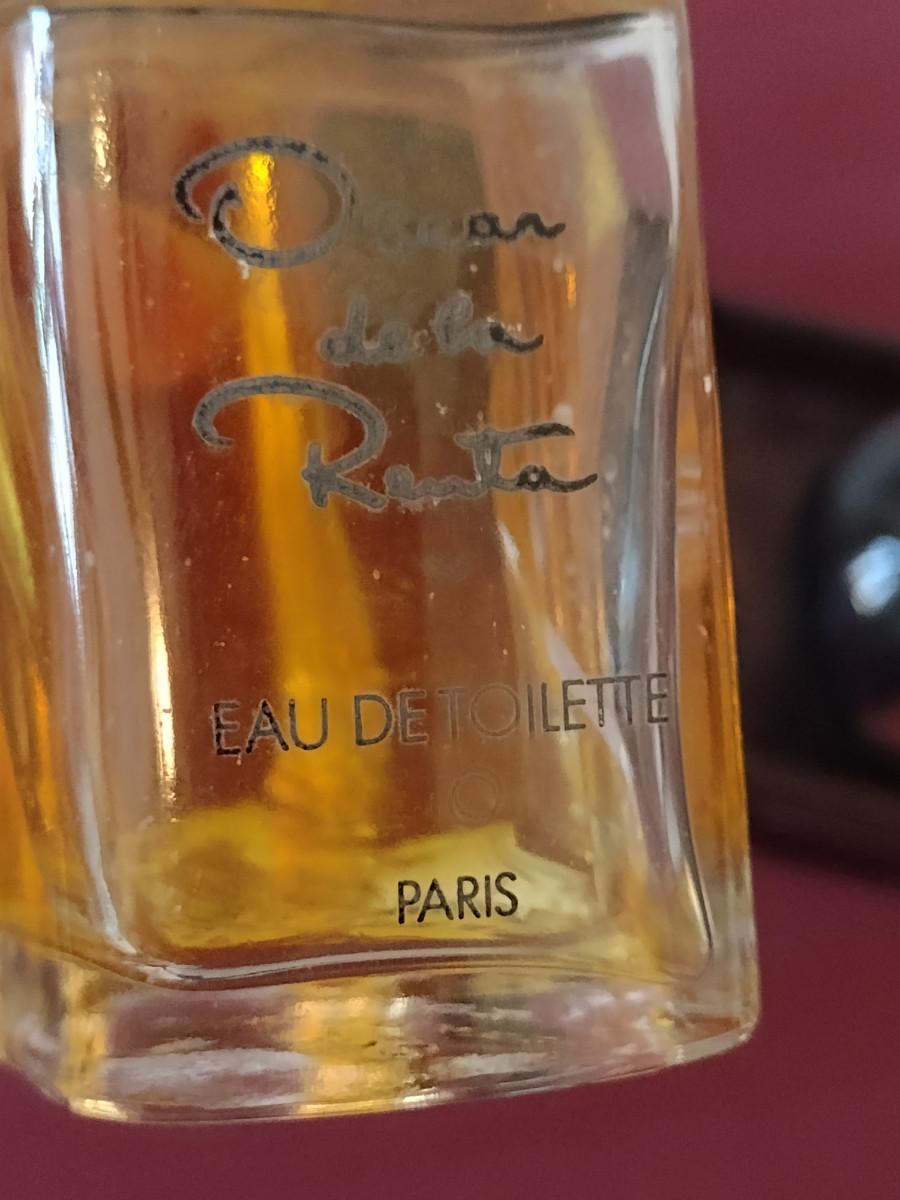 Oscar
de la
Renta
EAU DE TOILETTE
PARIS